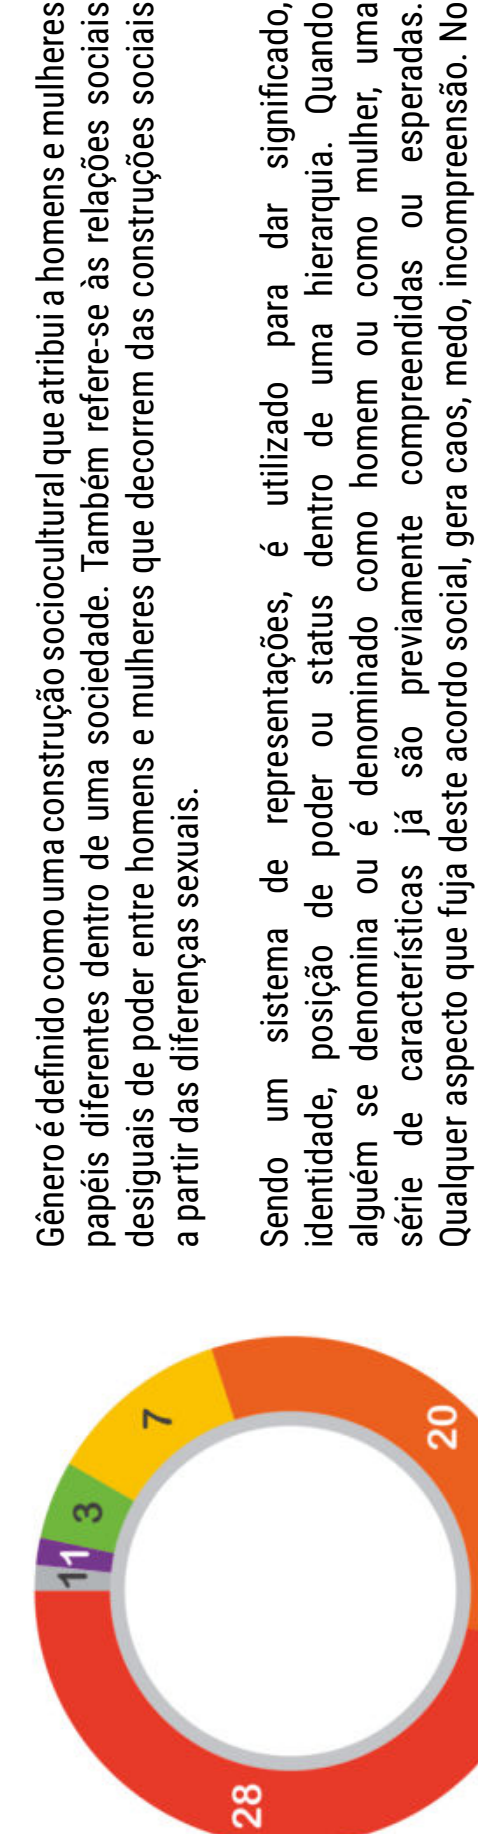 Gênero é definido como uma construção sociocultural que atribui a homens e mulheres
papéis diferentes dentro de uma sociedade. Também refere-se às relações sociais
desiguais de poder entre homens e mulheres que decorrem das construções sociais
a partir das diferenças sexuais.
Sendo um sistema de representações, é utilizado para dar significado,
identidade, posição de poder ou status dentro de uma hierarquia. Quando
alguém se denomina ou é denominado como homem ou como mulher, uma
série de características já são previamente compreendidas ou esperadas.
Qualquer aspecto que fuja deste acordo social, gera caos, medo, incompreensão. No
1
1
3
7
20
28